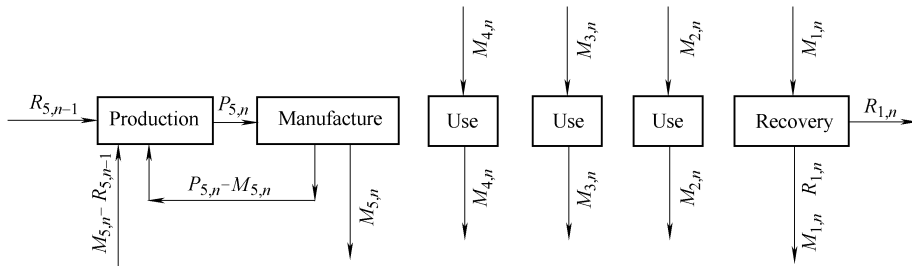 M4,n
M3,n
M2,n
M1,n
R5,n–1
Production
P5,n
Manufacture
Use
Use
Use
Recovery
R1,n
M5,n– R5,n–1
P5,n–M5,n
M5,n
M4,n
M3,n
M2,n
M1,n R1,n